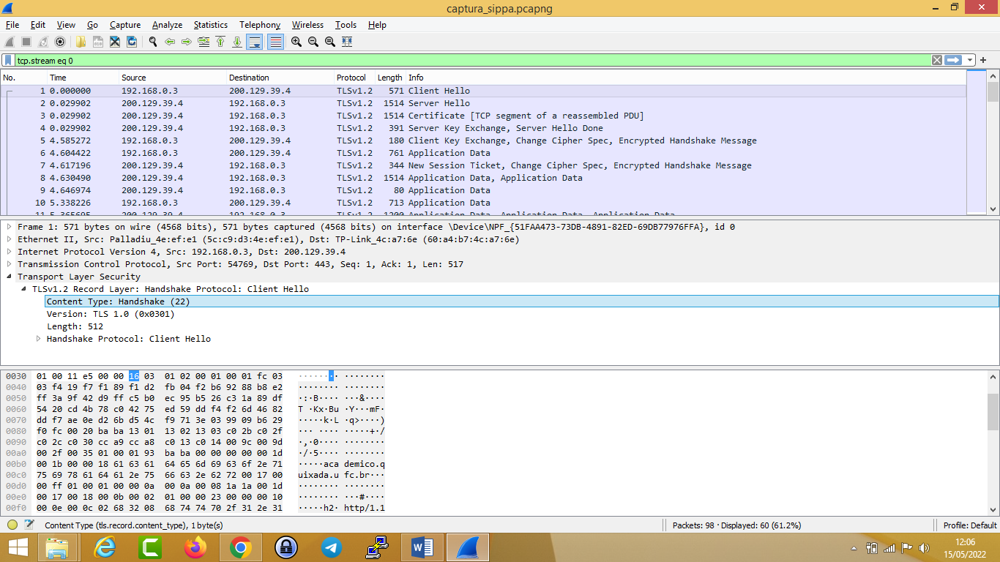 captura_sippa.pcapng
File Edit View Go Capture Analyze Statistics Telephony Wireless Tools Help
tcp.stream eq 0
No. Time Source Destination Protocol Length Info
1 0.000000 192.168.0.3 200.129.39.4 TLSv1.2 571 Client Hello
2 0.029902 200.129.39.4 192.168.0.3 TLSv1.2 1514 Server Hello
3 0.029902 200.129.39.4 192.168.0.3 TLSv1.2 1514 Certificate [TCP segment of a reassembled PDU]
4 0.029902 200.129.39.4 192.168.0.3 TLSv1.2 391 Server Key Exchange, Server Hello Done
5 4.585272 192.168.0.3 200.129.39.4 TLSv1.2 180 Client Key Exchange, Change Cipher Spec, Encrypted Handshake Message
6 4.604422 192.168.0.3 200.129.39.4 TLSv1.2 761 Application Data
7 4.617196 200.129.39.4 192.168.0.3 TLSv1.2 344 New Session Ticket, Change Cipher Spec, Encrypted Handshake Message
8 4.630490 200.129.39.4 192.168.0.3 TLSv1.2 1514 Application Data, Application Data
9 4.646974 200.129.39.4 192.168.0.3 TLSv1.2 80 Application Data
10 5.338226 192.168.0.3 200.129.39.4 TLSv1.2 713 Application Data
11 5.365695 200.129.39.4 192.168.0.3 TLSv1.2 1200 Application Data, Application Data, Application Data
Frame 1: 571 bytes on wire (4568 bits), 571 bytes captured (4568 bits) on interface \Device\NPF_{51FAA473-73DB-4891-82ED-69DB77976FFA}, id 0
Ethernet II, Src: Palladiu_4e:ef:e1 (5c:c9:d3:4e:ef:e1), Dst: TP-Link_4c:a7:6e (60:a4:b7:4c:a7:6e)
Internet Protocol Version 4, Src: 192.168.0.3, Dst: 200.129.39.4
Transmission Control Protocol, Src Port: 54769, Dst Port: 443, Seq: 1, Ack: 1, Len: 517
Transport Layer Security
TLSv1.2 Record Layer: Handshake Protocol: Client Hello
Content Type: Handshake (22)
Version: TLS 1.0 (0x0301)
Length: 512
Handshake Protocol: Client Hello
0030 01 00 11 e5 00 00 16 03 01 02 00 01 00 01 fc 03 ········ ········
0040 03 f4 19 f7 f1 89 f1 d2 fb 04 f2 b6 92 88 b8 e2 ········ ········
0050 ff 3a 9f 42 d9 ff c5 b0 ec 95 b5 26 c3 1a 89 df ·:·B···· ···&····
0060 54 20 cd 4b 78 c0 42 75 ed 59 dd f4 f2 6d 46 82 T ·Kx·Bu ·Y···mF·
0070 dd f7 ae 0e d2 6b d5 4c f9 71 3e 03 99 09 b6 29 ·····k·L ·q>····)
0080 f0 fc 00 20 ba ba 13 01 13 02 13 03 c0 2b c0 2f ··· ···· ·····+·/
0090 c0 2c c0 30 cc a9 cc a8 c0 13 c0 14 00 9c 00 9d ·,·0···· ········
00a0 00 2f 00 35 01 00 01 93 ba ba 00 00 00 00 00 1d ·/·5···· ········
00b0 00 1b 00 00 18 61 63 61 64 65 6d 69 63 6f 2e 71 ·····aca demico.q
00c0 75 69 78 61 64 61 2e 75 66 63 2e 62 72 00 17 00 uixada.u fc.br···
00d0 00 ff 01 00 01 00 00 0a 00 0a 00 08 1a 1a 00 1d ········ ········
00e0 00 17 00 18 00 0b 00 02 01 00 00 23 00 00 00 10 ········ ···#····
00f0 00 0e 00 0c 02 68 32 08 68 74 74 70 2f 31 2e 31 ·····h2· http/1.1
Content Type (tls.record.content_type), 1 byte(s) Packets: 98 · Displayed: 60 (61.2%) Profile: Default
12:06
15/05/2022